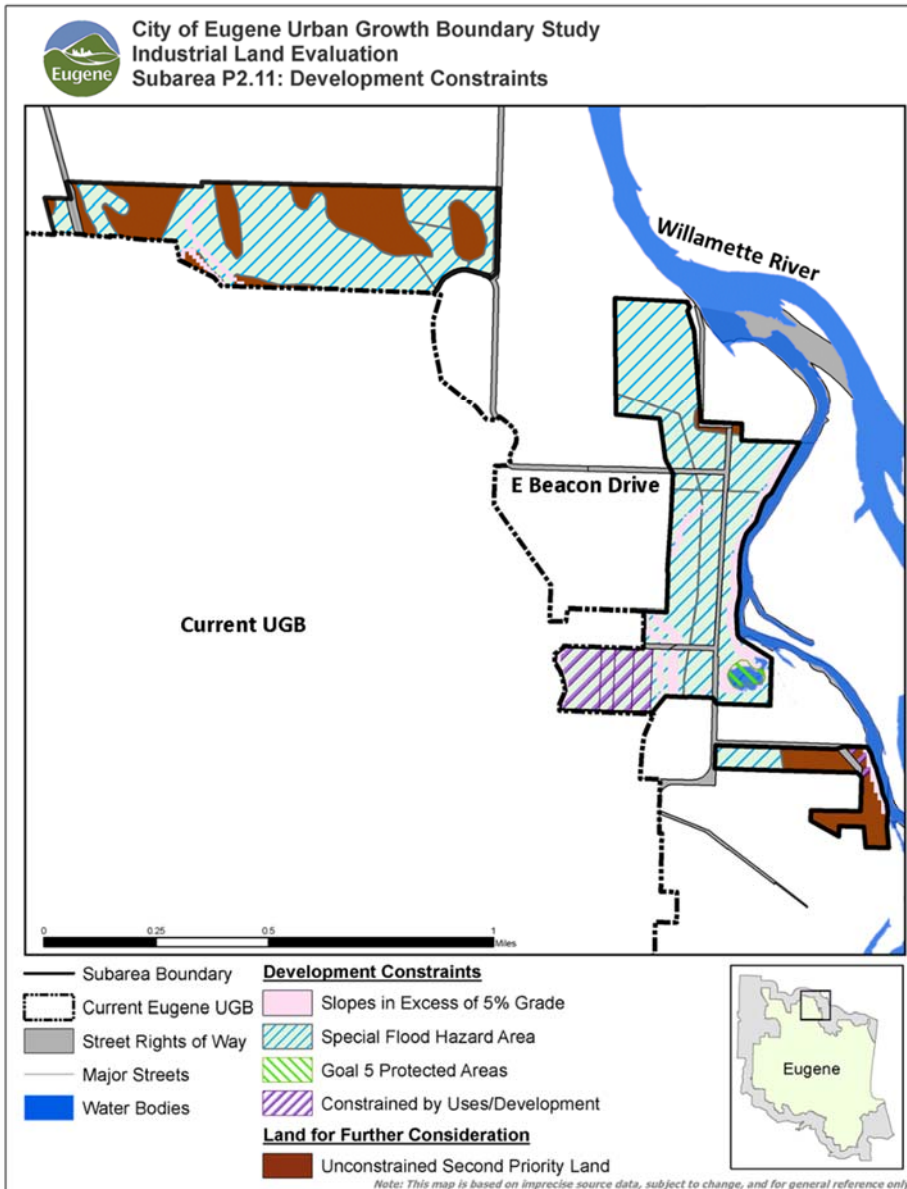 City of Eugene Urban Growth Boundary Study
Industrial Land Evaluation
Subarea P2.11: Development Constraints
Eugene
Willamette River
E Beacon Drive
Current UGB
0 0.25 0.5 1
Miles
Subarea Boundary
Current Eugene UGB
Street Rights of Way
Major Streets
Water Bodies
Development Constraints
Slopes in Excess of 5% Grade
Special Flood Hazard Area
Goal 5 Protected Areas
Constrained by Uses/Development
Land for Further Consideration
Unconstrained Second Priority Land
Eugene
Note: This map is based on imprecise source data, subject to change, and for general reference only